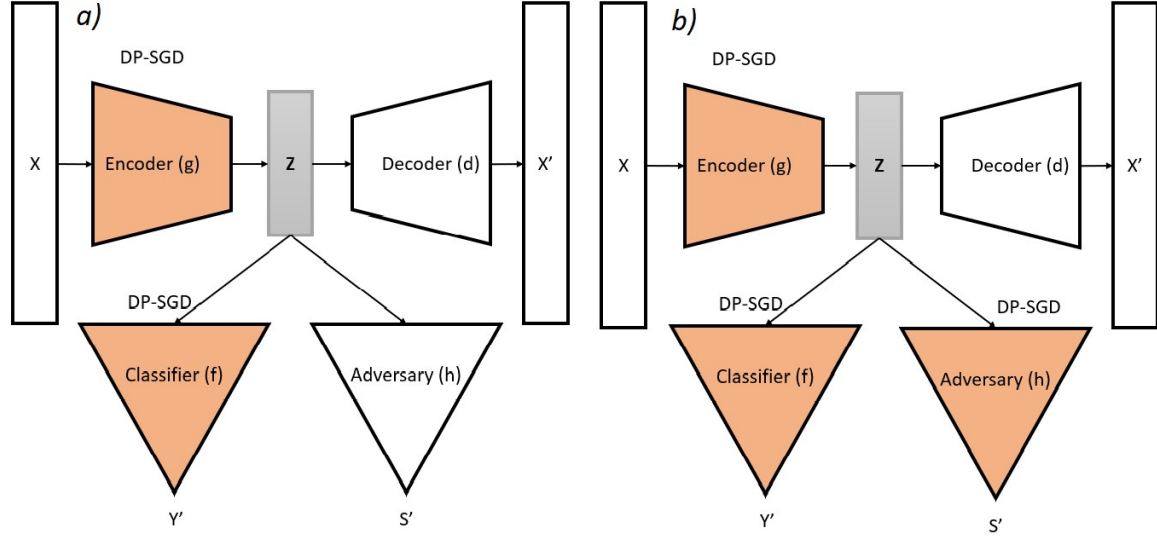 a)
DP-SGD
X
Encoder (g)
Z
Decoder (d)
X'
DP-SGD
Classifier (f)
Adversary (h)
Y'
S'
b)
DP-SGD
X
Encoder (g)
Z
Decoder (d)
X'
DP-SGD
DP-SGD
Classifier (f)
Adversary (h)
Y'
S'